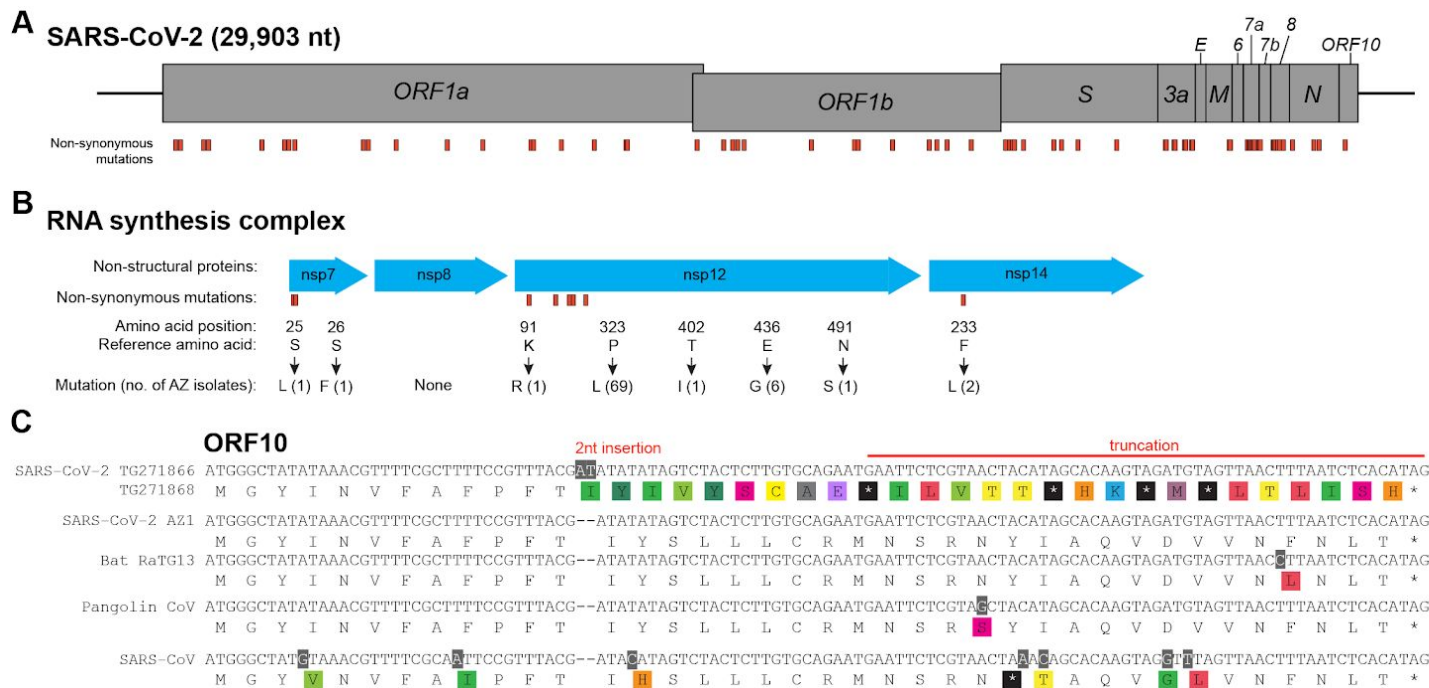 A
SARS-CoV-2 (29,903 nt)
7a 8
E 6 7b ORF10
ORF1a ORF1b S 3a M N
Non-synonymous
mutations
B
RNA synthesis complex
Non-structural proteins: nsp7 nsp8 nsp12 nsp14
Non-synonymous mutations:
Amino acid position: 25 26 91 323 402 436 491 233
Reference amino acid: S S K P T E N F
Mutation (no. of AZ isolates): L (1) F (1) None R (1) L (69) I (1) G (6) S (1) L (2)
C
ORF10
2nt insertion truncation
SARS-CoV-2 TG271866 ATGGGCTATATAAACGTTTTCGCTTTTCCGTTTACGATATATATAGTCTACTCTTGTGCAGAATGAATTCTCGTAACTACATAGCACAAGTAGATGTAGTTAACTTTAATCTCACATAG
TG271868 M G Y I N V F A F P F T I Y I V Y S C A E * I L V T T * H K * M * L T L I S H *
SARS-CoV-2 AZ1 ATGGGCTATATAAACGTTTTCGCTTTTCCGTTTACG--ATATATAGTCTACTCTTGTGCAGAATGAATTCTCGTAACTACATAGCACAAGTAGATGTAGTTAACTTTAATCTCACATAG
M G Y I N V F A F P F T I Y S L L L C R M N S R N Y I A Q V D V V N F N L T *
Bat RaTG13 ATGGGCTATATAAACGTTTTCGCTTTTCCGTTTACG--ATATATAGTCTACTCTTGTGCAGAATGAATTCTCGTAACTACATAGCACAAGTAGATGTAGTTAACCTTAATCTCACATAG
M G Y I N V F A F P F T I Y S L L L C R M N S R N Y I A Q V D V V N L N L T *
Pangolin CoV ATGGGCTATATAAACGTTTTCGCTTTTCCGTTTACG--ATATATAGTCTACTCTTGTGCAGAATGAATTCTCGTAGCTACATAGCACAAGTAGATGTAGTTAACTTTAATCTCACATAG
M G Y I N V F A F P F T I Y S L L L C R M N S R S Y I A Q V D V V N F N L T *
SARS-CoV ATGGGCTATGTAAACGTTTTCGCAATTCCGTTTACG--ATACATAGTCTACTCTTGTGCAGAATGAATTCTCGTAACTAAACAGCACAAGTAGGTTTAGTTAACTTTAATCTCACATAG
M G Y V N V F A I P F T I H S L L L C R M N S R N * T A Q V G L V N F N L T *